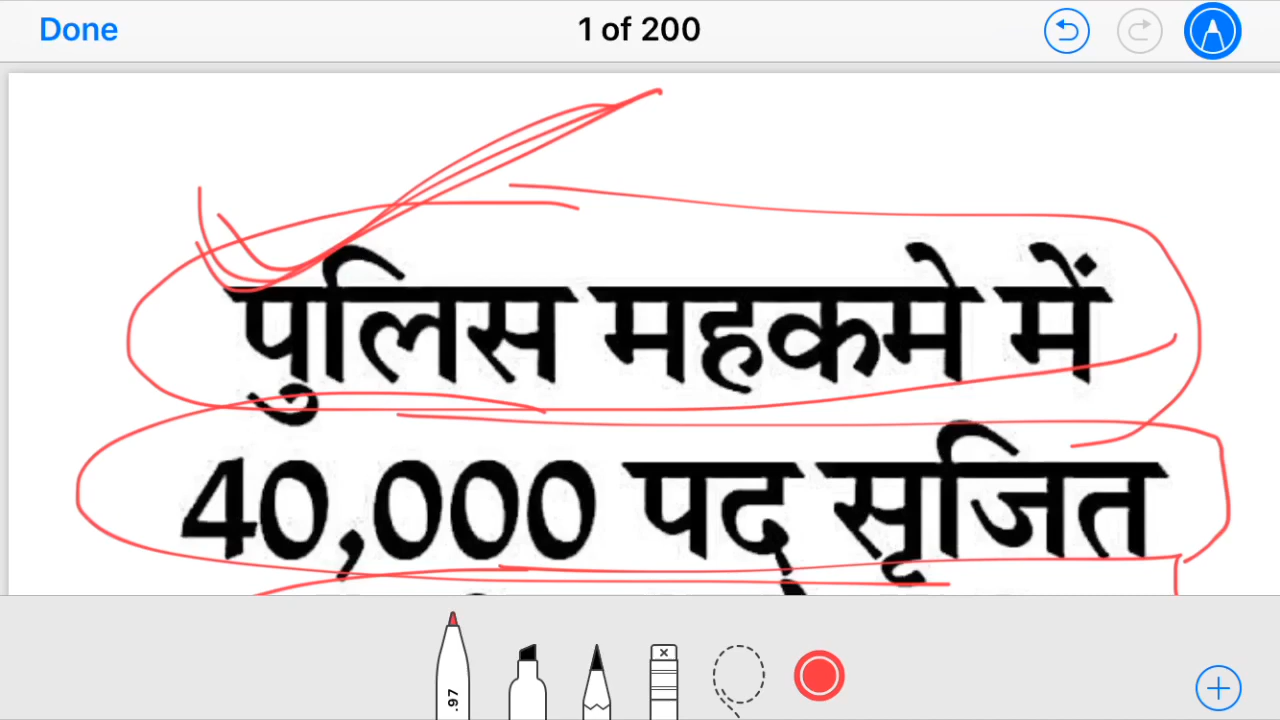 Done
1 of 200
पुलिस महकमे में
40,000 पद सृजित
.97